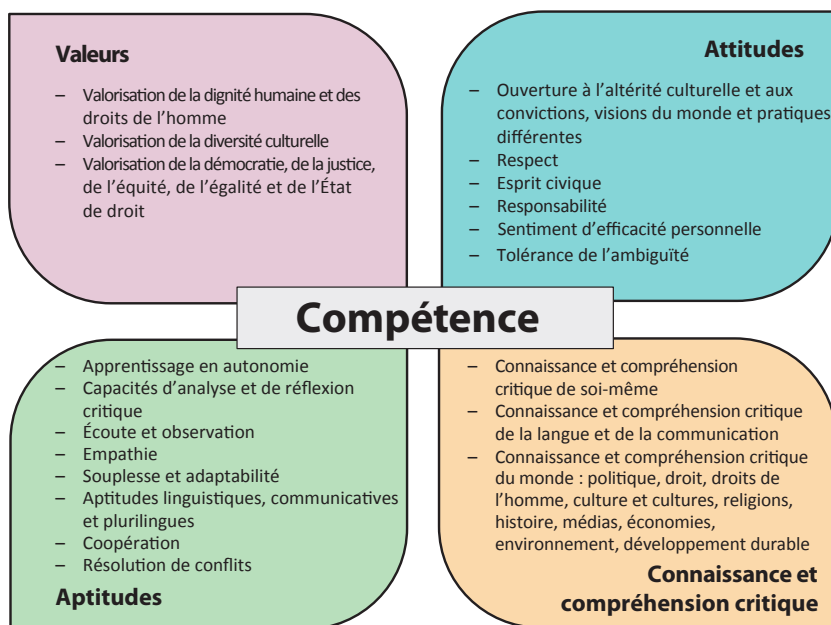 Valeurs
– Valorisation de la dignité humaine et des
droits de l’homme
– Valorisation de la diversité culturelle
– Valorisation de la démocratie, de la justice,
de l’équité, de l’égalité et de l’État
de droit
Attitudes
– Ouverture à l’altérité culturelle et aux
convictions, visions du monde et pratiques
différentes
– Respect
– Esprit civique
– Responsabilité
– Sentiment d’efficacité personnelle
– Tolérance de l’ambiguïté
Compétence
– Apprentissage en autonomie
– Capacités d’analyse et de réflexion
critique
– Écoute et observation
– Empathie
– Souplesse et adaptabilité
– Aptitudes linguistiques, communicatives
et plurilingues
– Coopération
– Résolution de conflits
Aptitudes
– Connaissance et compréhension
critique de soi-même
– Connaissance et compréhension critique
de la langue et de la communication
– Connaissance et compréhension critique
du monde : politique, droit, droits de
l’homme, culture et cultures, religions,
histoire, médias, économies,
environnement, développement durable
Connaissance et
compréhension critique